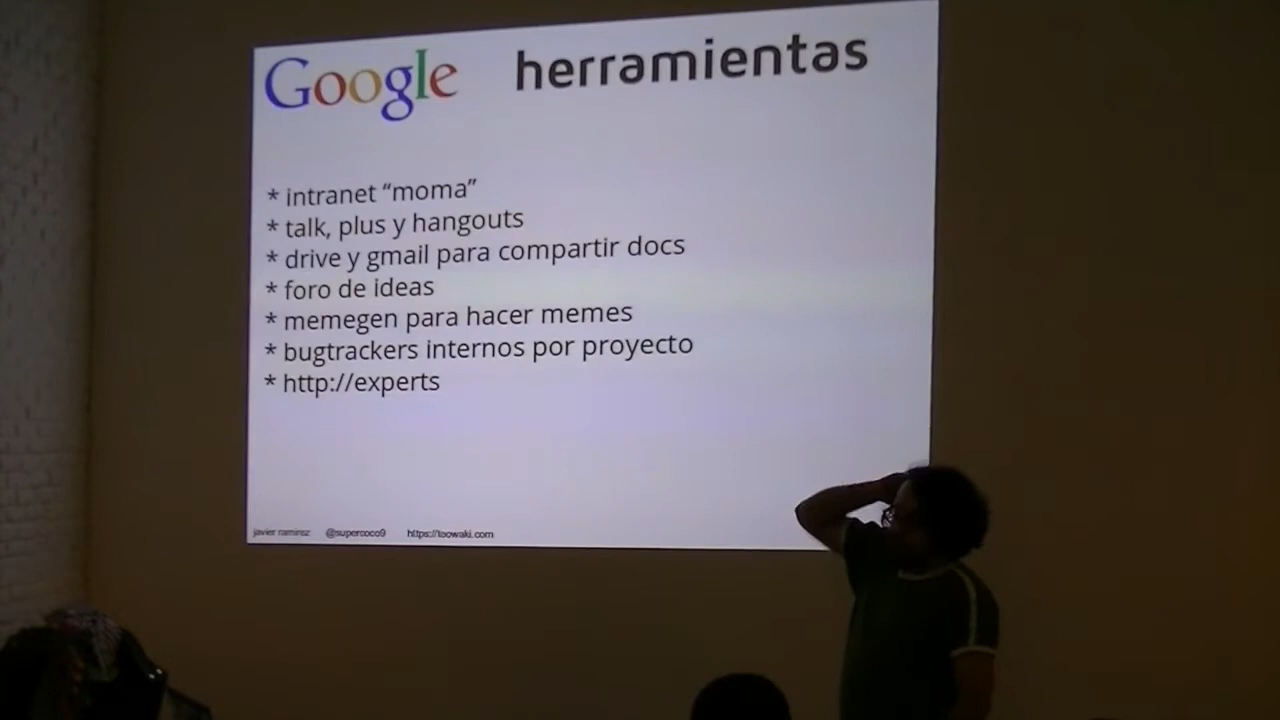 Google herramientas
* intranet “moma”
* talk, plus y hangouts
* drive y gmail para compartir docs
* foro de ideas
* memegen para hacer memes
* bugtrackers internos por proyecto
* http://experts
javier ramirez @supercoco9 https://teowaki.com